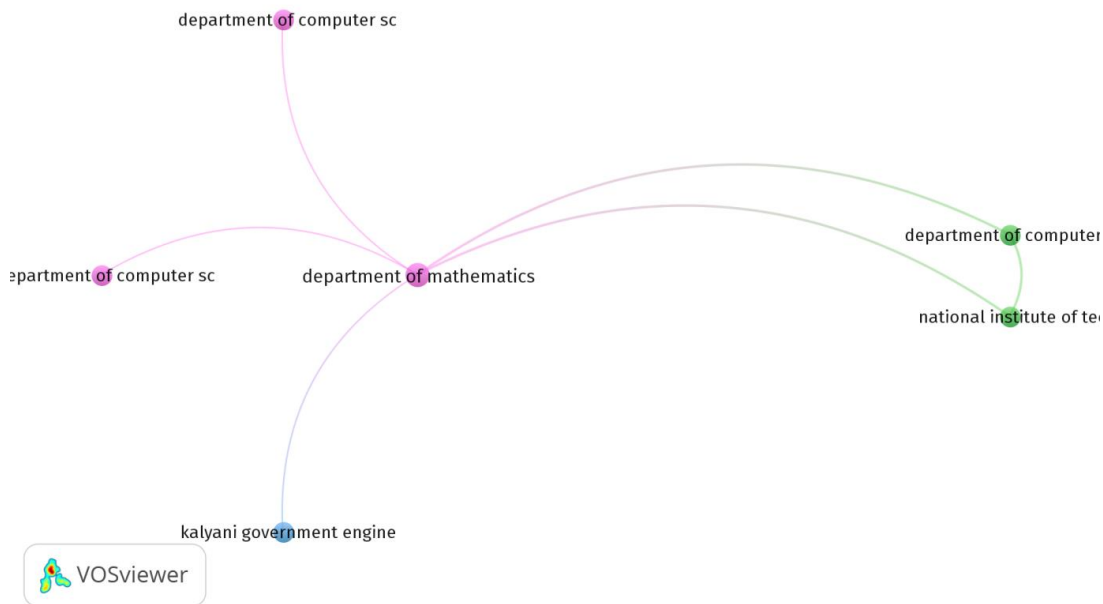 department of computer sc
department of computer
epartment of computer sc
department of mathematics
national institute of tec
kalyani government engine
VOSviewer